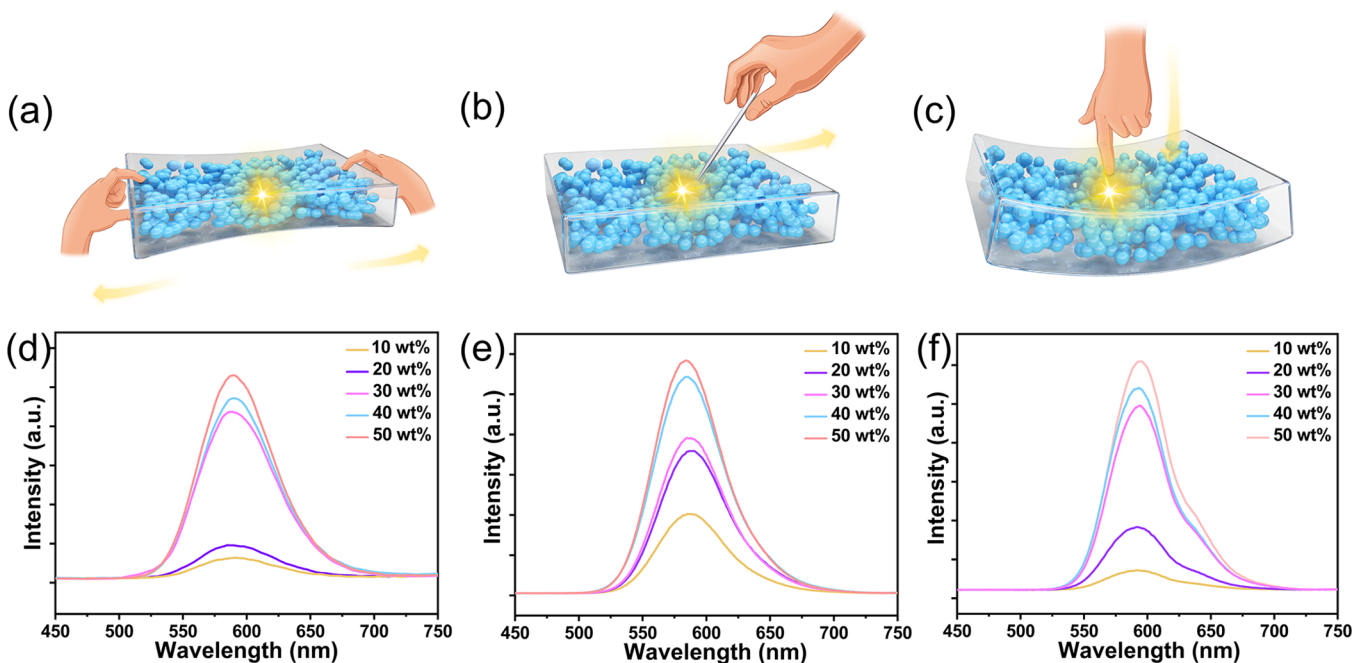 (a)
(b)
(c)
(d)
10 wt%
20 wt%
30 wt%
40 wt%
50 wt%
Intensity (a.u.)
450 500 550 600 650 700 750
Wavelength (nm)
(e)
10 wt%
20 wt%
30 wt%
40 wt%
50 wt%
Intensity (a.u.)
450 500 550 600 650 700 750
Wavelength (nm)
(f)
10 wt%
20 wt%
30 wt%
40 wt%
50 wt%
Intensity (a.u.)
450 500 550 600 650 700 750
Wavelength (nm)